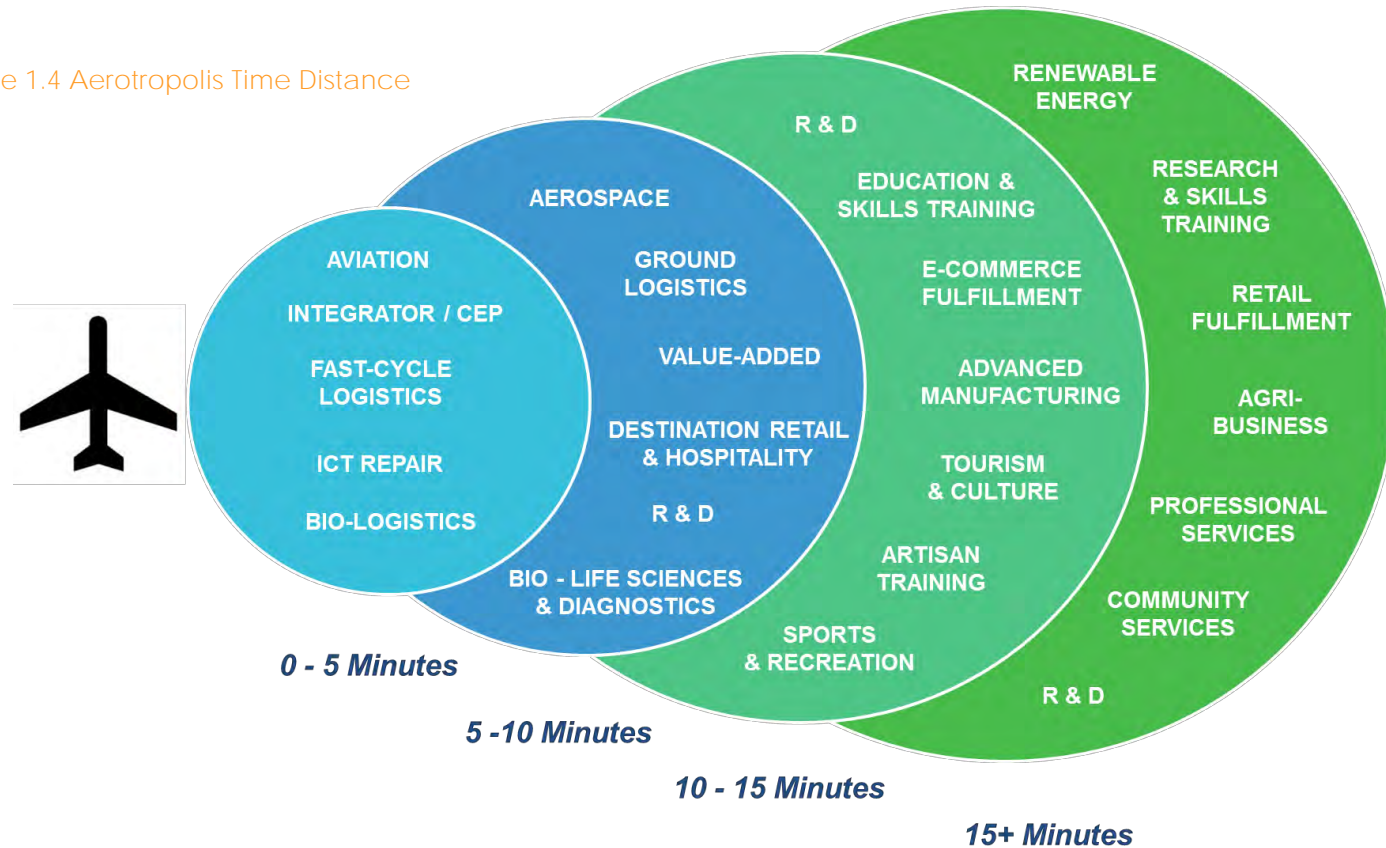 e 1.4 Aerotropolis Time Distance
AVIATION
INTEGRATOR / CEP
FAST-CYCLE
LOGISTICS
ICT REPAIR
BIO-LOGISTICS
0 - 5 Minutes
AEROSPACE
GROUND
LOGISTICS
VALUE-ADDED
DESTINATION RETAIL
& HOSPITALITY
R & D
BIO - LIFE SCIENCES
& DIAGNOSTICS
5 -10 Minutes
R & D
EDUCATION &
SKILLS TRAINING
E-COMMERCE
FULFILLMENT
ADVANCED
MANUFACTURING
TOURISM
& CULTURE
ARTISAN
TRAINING
SPORTS
& RECREATION
10 - 15 Minutes
RENEWABLE
ENERGY
RESEARCH
& SKILLS
TRAINING
RETAIL
FULFILLMENT
AGRI-
BUSINESS
PROFESSIONAL
SERVICES
COMMUNITY
SERVICES
R & D
15+ Minutes